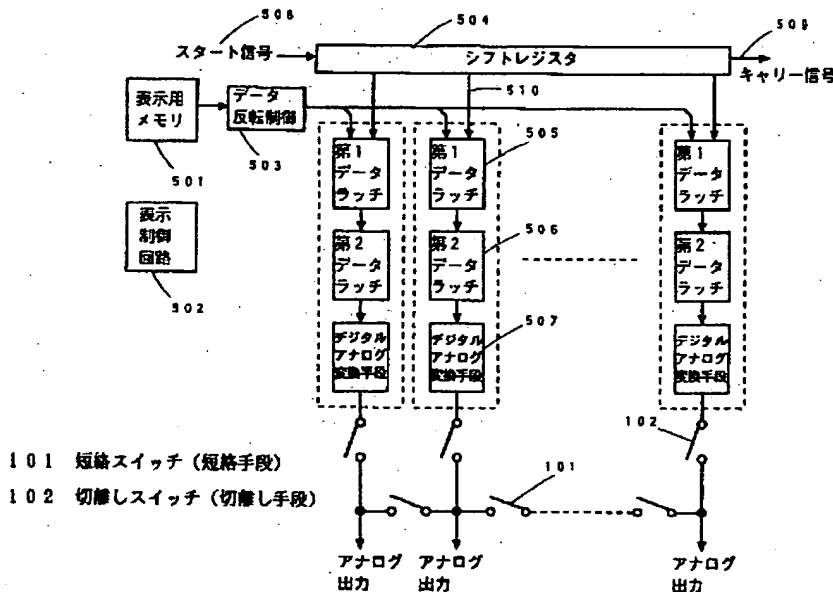 508
504
509
スタート信号
シフトレジスタ
キャリー信号
510
表示用
メモリ
データ
反転制御
501
503
505
第1
データ
ラッチ
第1
データ
ラッチ
第1
データ
ラッチ
表示
制御
回路
502
506
第2
データ
ラッチ
第2
データ
ラッチ
第2
データ
ラッチ
507
デジタル
アナログ
変換手段
デジタル
アナログ
変換手段
デジタル
アナログ
変換手段
102
101 短絡スイッチ(短絡手段)
101
102 切離しスイッチ(切離し手段)
アナログ
出力
アナログ
出力
アナログ
出力